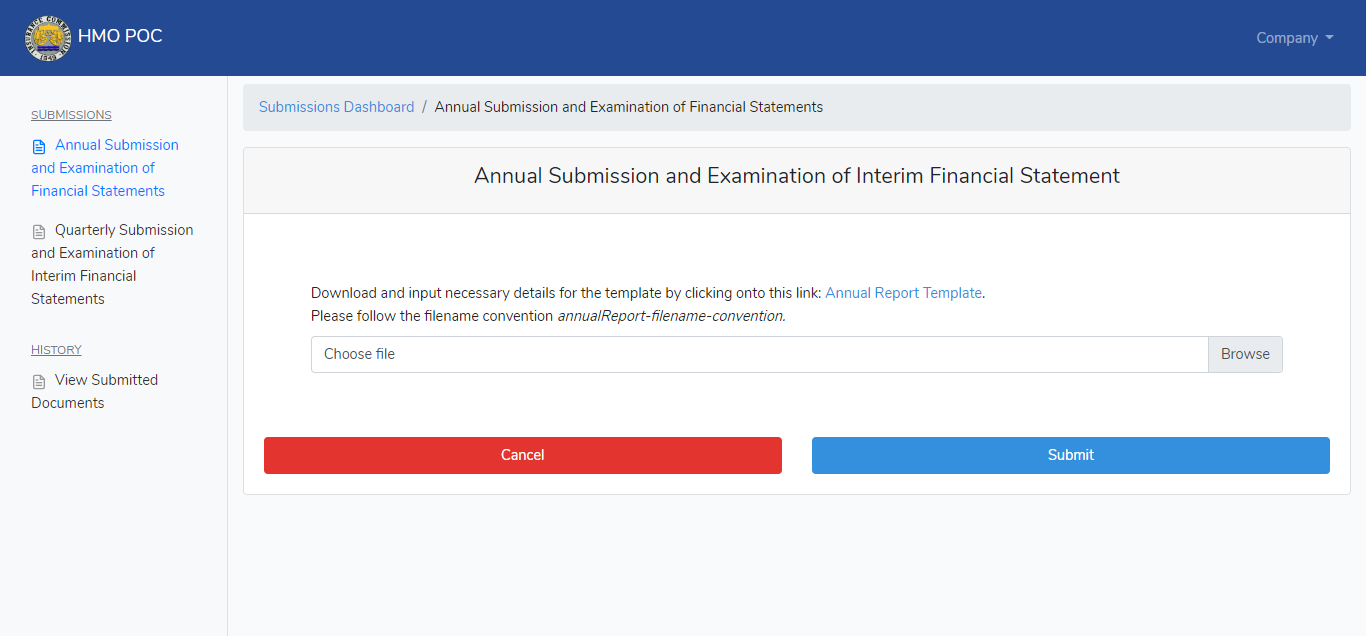 INSURANCE COMMISSION
1949
HMO POC
Company
SUBMISSIONS
Annual Submission
and Examination of
Financial Statements
Quarterly Submission
and Examination of
Interim Financial
Statements
HISTORY
View Submitted
Documents
Submissions Dashboard / Annual Submission and Examination of Financial Statements
Annual Submission and Examination of Interim Financial Statement
Download and input necessary details for the template by clicking onto this link: Annual Report Template.
Please follow the filename convention annualReport-filename-convention.
Choose file
Browse
Cancel
Submit